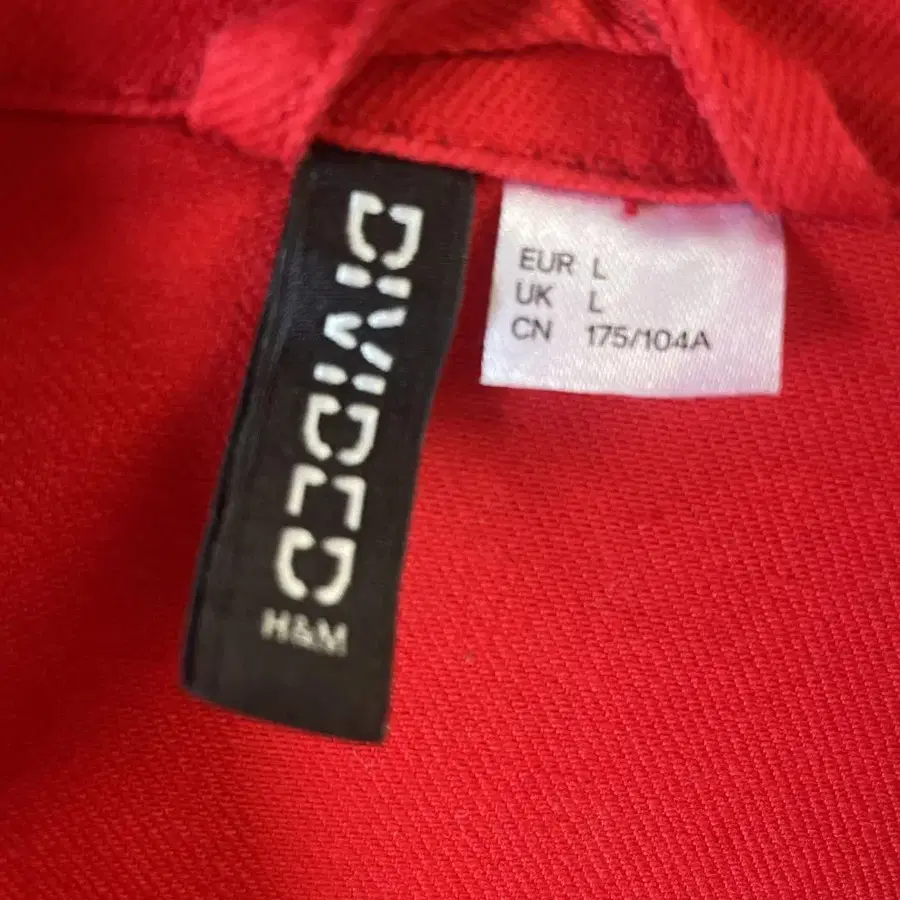 DIVIDED
H&M
EUR L
UK L
CN 175/104A